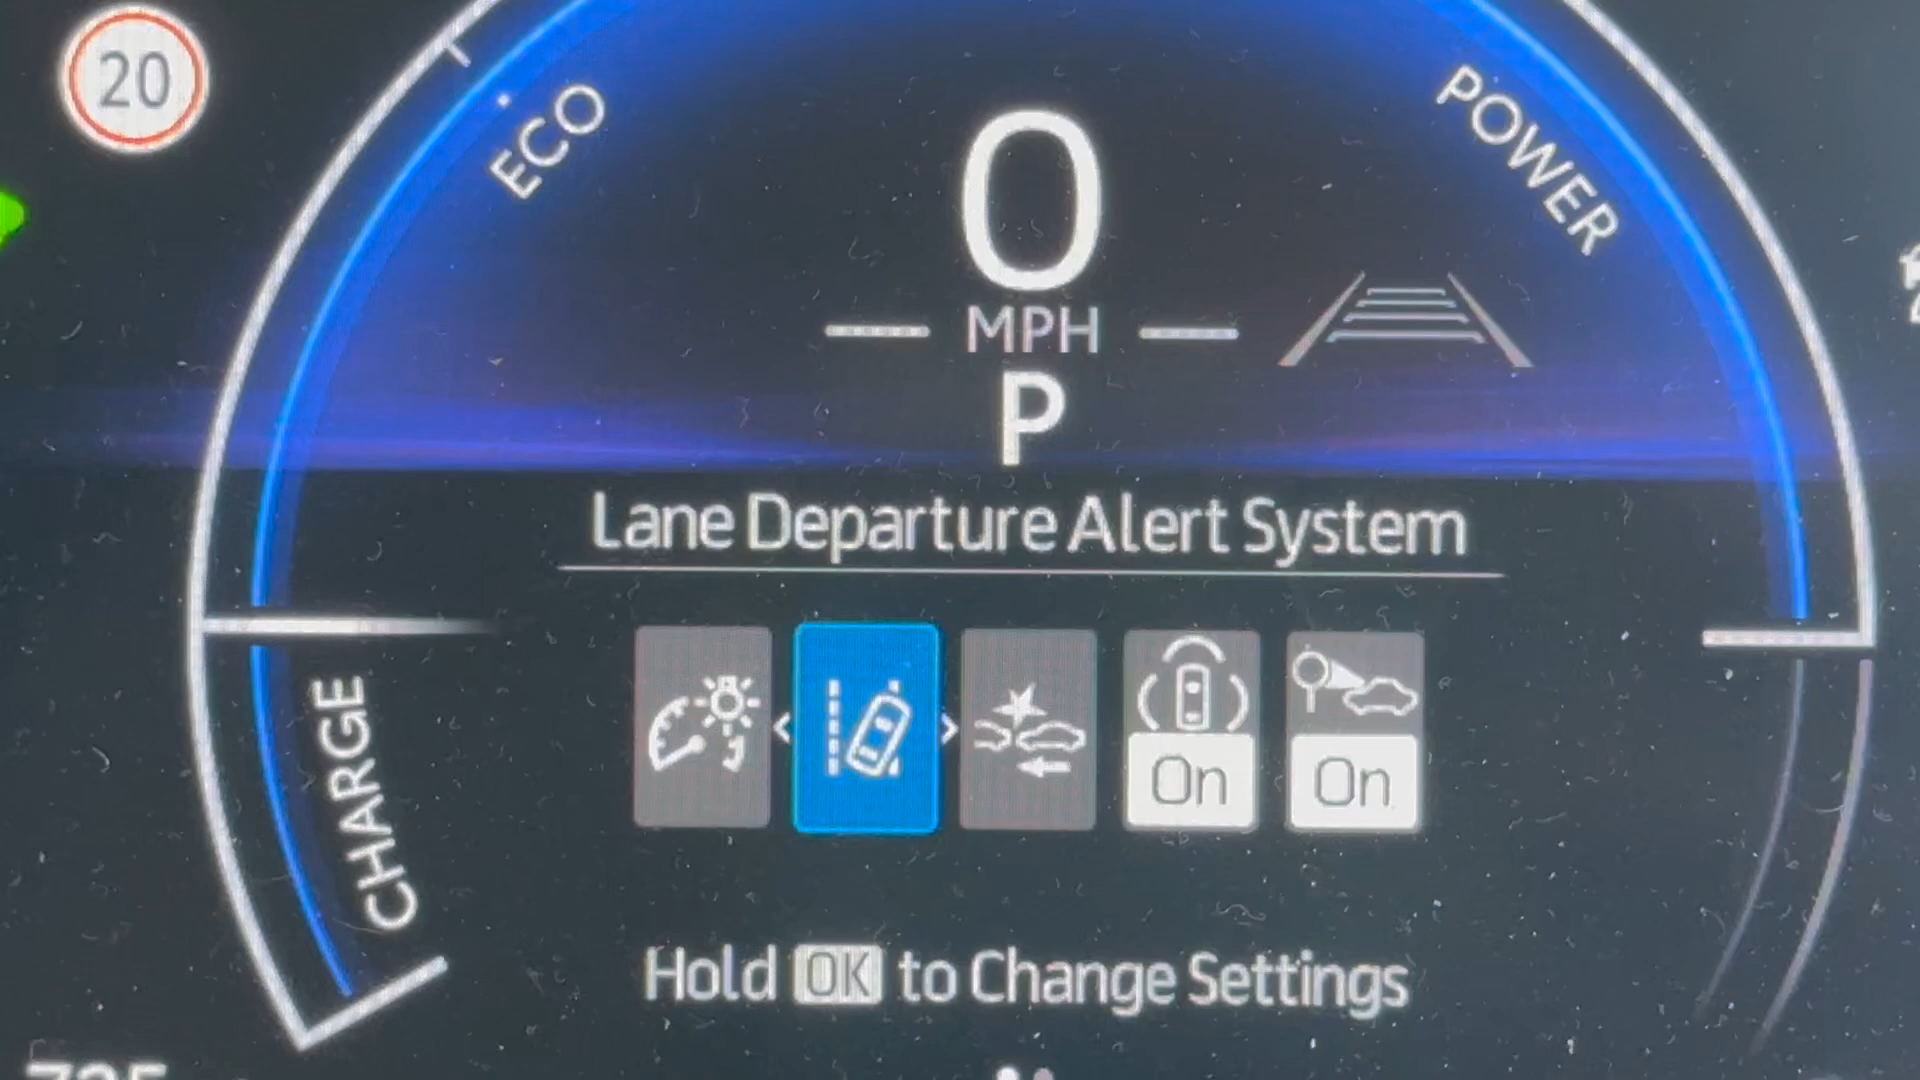 20
ECO
POWER
0
MPH
P
Lane Departure Alert System
On
On
CHARGE
Hold OK to Change Settings